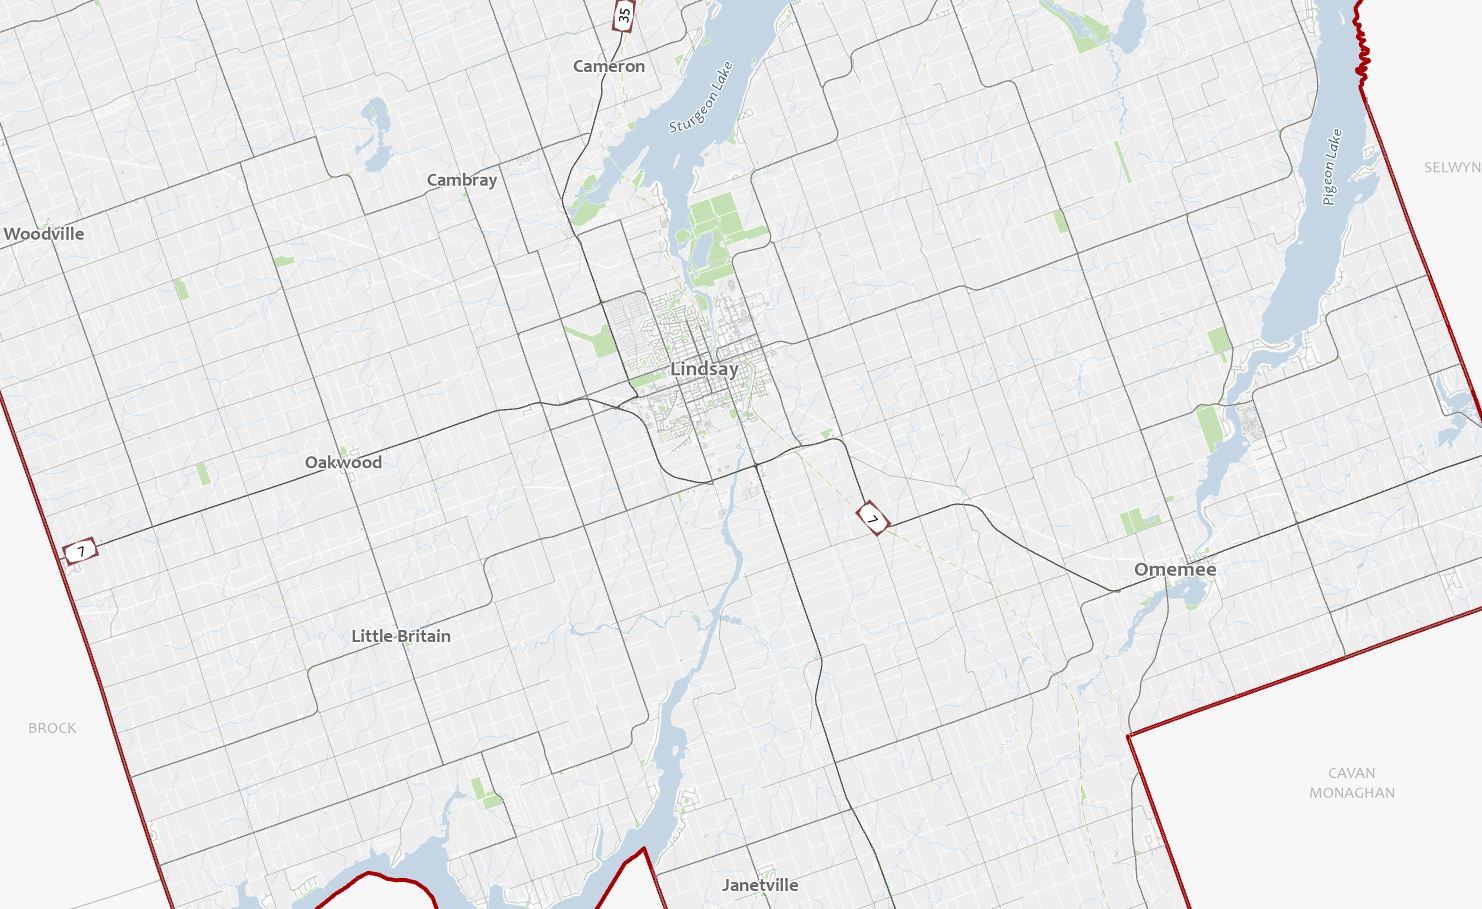 35
Cameron
Sturgeon Lake
Pigeon Lake
SELWYN
Cambray
Woodville
Lindsay
Oakwood
7
7
Omemee
Little Britain
BROCK
CAVAN
MONAGHAN
Janetville